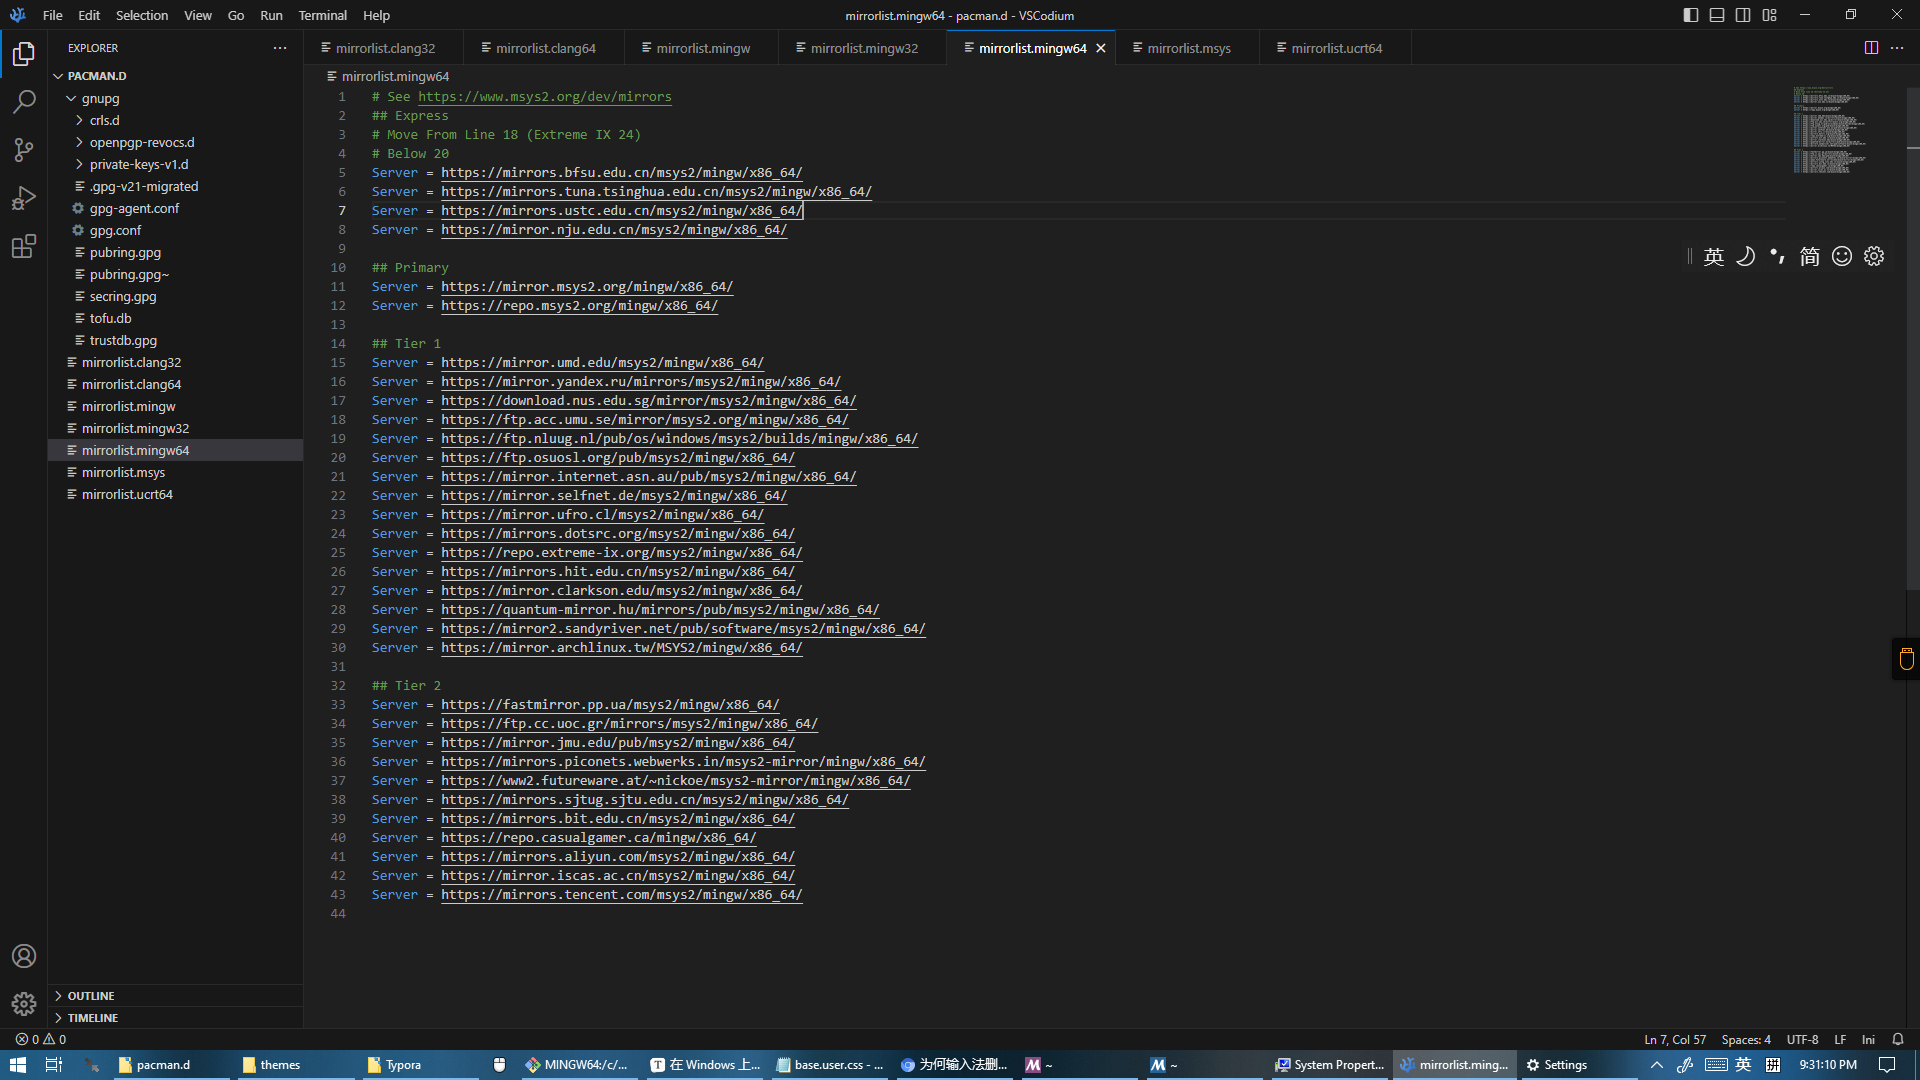 File Edit Selection View Go Run Terminal Help
mirrorlist.mingw64 - pacman.d - VSCodium
EXPLORER
mirrorlist.clang32
mirrorlist.clang64
mirrorlist.mingw
mirrorlist.mingw32
mirrorlist.mingw64
mirrorlist.msys
mirrorlist.ucrt64
PACMAN.D
gnupg
crls.d
openpgp-revocs.d
private-keys-v1.d
.gpg-v21-migrated
gpg-agent.conf
gpg.conf
pubring.gpg
pubring.gpg~
secring.gpg
tofu.db
trustdb.gpg
mirrorlist.clang32
mirrorlist.clang64
mirrorlist.mingw
mirrorlist.mingw32
mirrorlist.mingw64
mirrorlist.msys
mirrorlist.ucrt64
OUTLINE
TIMELINE
mirrorlist.mingw64
1 # See https://www.msys2.org/dev/mirrors
2 ## Express
3 # Move From Line 18 (Extreme IX 24)
4 # Below 20
5 Server = https://mirrors.bfsu.edu.cn/msys2/mingw/x86_64/
6 Server = https://mirrors.tuna.tsinghua.edu.cn/msys2/mingw/x86_64/
7 Server = https://mirrors.ustc.edu.cn/msys2/mingw/x86_64/
8 Server = https://mirror.nju.edu.cn/msys2/mingw/x86_64/
9
10 ## Primary
11 Server = https://mirror.msys2.org/mingw/x86_64/
12 Server = https://repo.msys2.org/mingw/x86_64/
13
14 ## Tier 1
15 Server = https://mirror.umd.edu/msys2/mingw/x86_64/
16 Server = https://mirror.yandex.ru/mirrors/msys2/mingw/x86_64/
17 Server = https://download.nus.edu.sg/mirror/msys2/mingw/x86_64/
18 Server = https://ftp.acc.umu.se/mirror/msys2.org/mingw/x86_64/
19 Server = https://ftp.nluug.nl/pub/os/windows/msys2/builds/mingw/x86_64/
20 Server = https://ftp.osuosl.org/pub/msys2/mingw/x86_64/
21 Server = https://mirror.internet.asn.au/pub/msys2/mingw/x86_64/
22 Server = https://mirror.selfnet.de/msys2/mingw/x86_64/
23 Server = https://mirror.ufro.cl/msys2/mingw/x86_64/
24 Server = https://mirrors.dotsrc.org/msys2/mingw/x86_64/
25 Server = https://repo.extreme-ix.org/msys2/mingw/x86_64/
26 Server = https://mirrors.hit.edu.cn/msys2/mingw/x86_64/
27 Server = https://mirror.clarkson.edu/msys2/mingw/x86_64/
28 Server = https://quantum-mirror.hu/mirrors/pub/msys2/mingw/x86_64/
29 Server = https://mirror2.sandyriver.net/pub/software/msys2/mingw/x86_64/
30 Server = https://mirror.archlinux.tw/MSYS2/mingw/x86_64/
31
32 ## Tier 2
33 Server = https://fastmirror.pp.ua/msys2/mingw/x86_64/
34 Server = https://ftp.cc.uoc.gr/mirrors/msys2/mingw/x86_64/
35 Server = https://mirror.jmu.edu/pub/msys2/mingw/x86_64/
36 Server = https://mirrors.piconets.webwerks.in/msys2-mirror/mingw/x86_64/
37 Server = https://www2.futureware.at/~nickoe/msys2-mirror/mingw/x86_64/
38 Server = https://mirrors.sjtug.sjtu.edu.cn/msys2/mingw/x86_64/
39 Server = https://mirrors.bit.edu.cn/msys2/mingw/x86_64/
40 Server = https://repo.casualgamer.ca/mingw/x86_64/
41 Server = https://mirrors.aliyun.com/msys2/mingw/x86_64/
42 Server = https://mirror.iscas.ac.cn/msys2/mingw/x86_64/
43 Server = https://mirrors.tencent.com/msys2/mingw/x86_64/
44
英 简
0 0
Ln 7, Col 57 Spaces: 4 UTF-8 LF Ini
pacman.d
themes
Typora
MINGW64:/c/...
在 Windows 上...
base.user.css - ...
为何输入法删...
~
~
System Propert...
mirrorlist.ming...
Settings
英 拼
9:31:10 PM